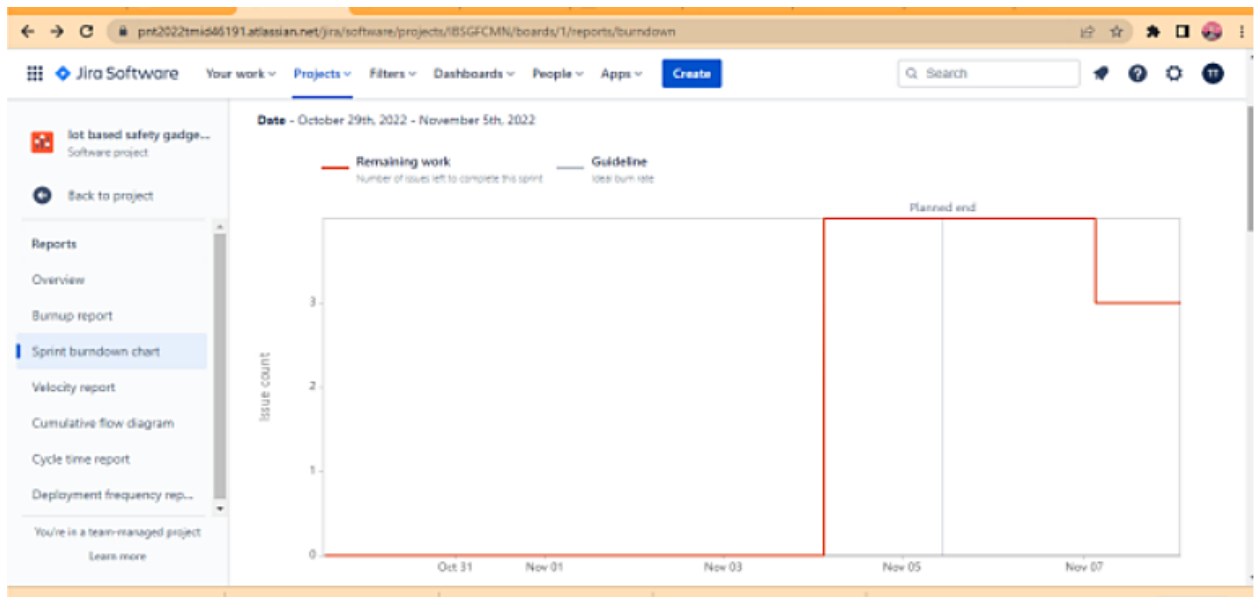 pnt2022tmid46191.atlassian.net/jira/software/projects/IBSGFCMN/boards/1/reports/burndown
Jira Software Your work Projects Filters Dashboards People Apps Create Search
TT
Iot based safety gadge...
Software project
Back to project
Reports
Overview
Burnup report
Sprint burndown chart
Velocity report
Cumulative flow diagram
Cycle time report
Deployment frequency rep...
You're in a team-managed project
Learn more
Date - October 29th, 2022 - November 5th, 2022
Remaining work
Number of issues left to complete this sprint
Guideline
Ideal burn rate
Planned end
Issue count
3
2
1
0
Oct 31 Nov 01 Nov 03 Nov 05 Nov 07